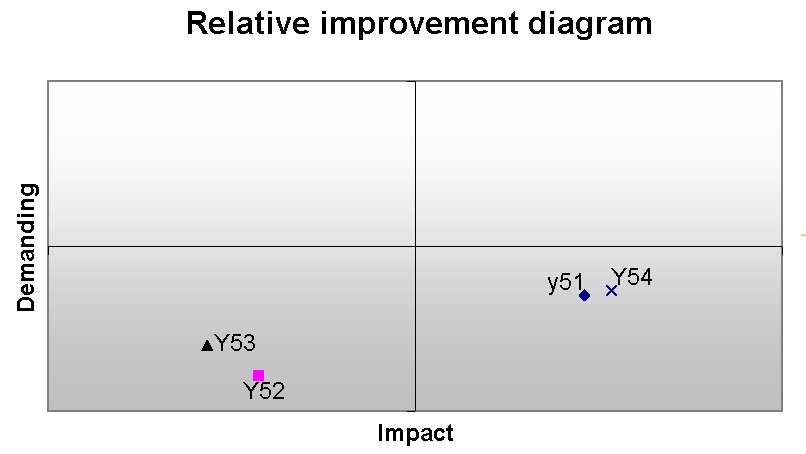 Relative improvement diagram
Demanding
y51
Y54
Y53
Y52
Impact